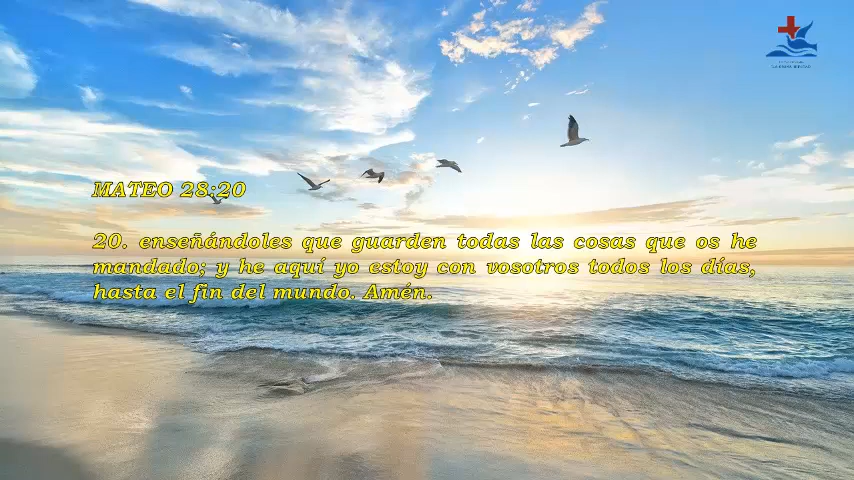 MATEO 28:20
20. enseñándoles que guarden todas las cosas que os he
mandado; y he aquí yo estoy con vosotros todos los días,
hasta el fin del mundo. Amén.